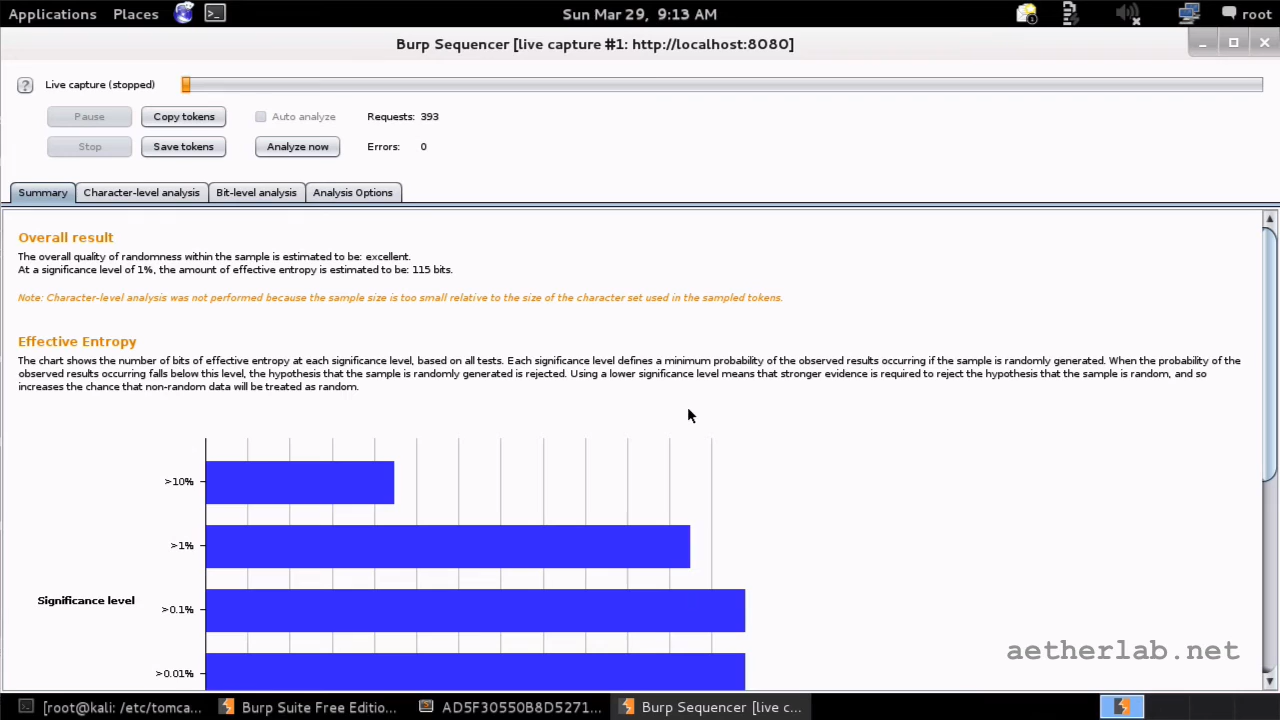 Applications Places Sun Mar 29, 9:13 AM root
Burp Sequencer [live capture #1: http://localhost:8080]
? Live capture (stopped)
Pause Copy tokens Auto analyze Requests: 393
Stop Save tokens Analyze now Errors: 0
Summary Character-level analysis Bit-level analysis Analysis Options
Overall result
The overall quality of randomness within the sample is estimated to be: excellent.
At a significance level of 1%, the amount of effective entropy is estimated to be: 115 bits.
Note: Character-level analysis was not performed because the sample size is too small relative to the size of the character set used in the sampled tokens.
Effective Entropy
The chart shows the number of bits of effective entropy at each significance level, based on all tests. Each significance level defines a minimum probability of the observed results occurring if the sample is randomly generated. When the probability of the
observed results occurring falls below this level, the hypothesis that the sample is randomly generated is rejected. Using a lower significance level means that stronger evidence is required to reject the hypothesis that the sample is random, and so
increases the chance that non-random data will be treated as random.
>10%
>1%
Significance level
>0.1%
>0.01%
aetherlab.net
[root@kali: /etc/tomca... Burp Suite Free Editio... AD5F30550B8D5271... Burp Sequencer [live c...